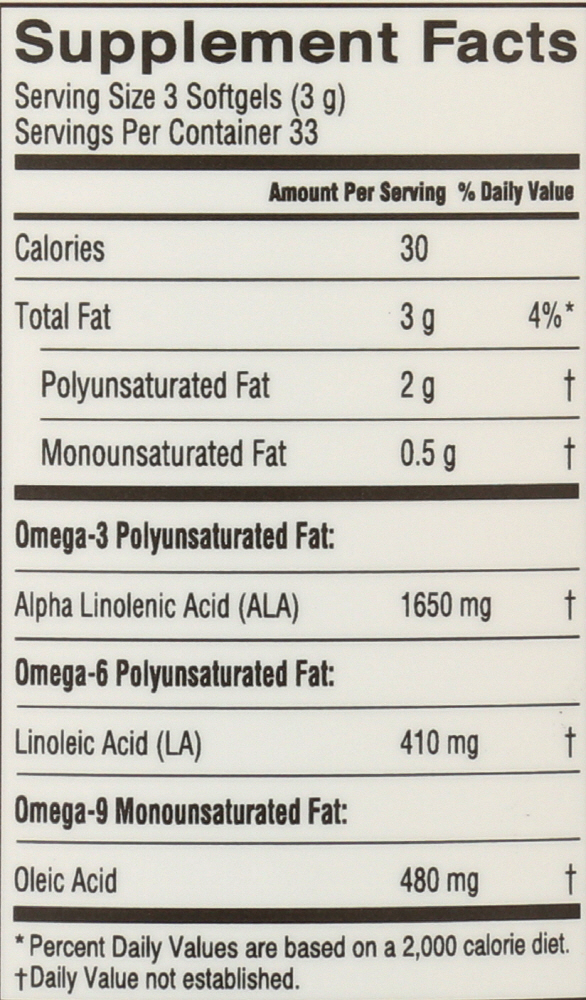 Supplement Facts
Serving Size 3 Softgels (3 g)
Servings Per Container 33
Amount Per Serving % Daily Value
Calories 30
Total Fat 3 g 4%*
Polyunsaturated Fat 2 g †
Monounsaturated Fat 0.5 g †
Omega-3 Polyunsaturated Fat:
Alpha Linolenic Acid (ALA) 1650 mg †
Omega-6 Polyunsaturated Fat:
Linoleic Acid (LA) 410 mg †
Omega-9 Monounsaturated Fat:
Oleic Acid 480 mg †
* Percent Daily Values are based on a 2,000 calorie diet.
†Daily Value not established.